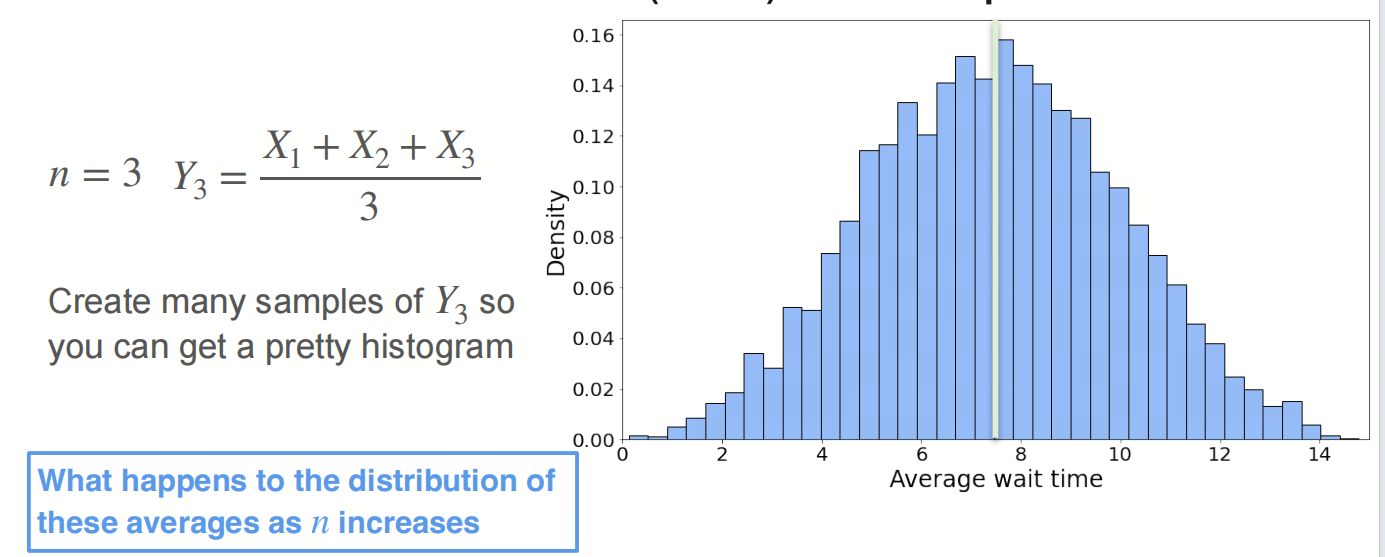 n = 3 Y₃ = (X₁ + X₂ + X₃) / 3
Create many samples of Y₃ so
you can get a pretty histogram
What happens to the distribution of
these averages as n increases
Density
0.16
0.14
0.12
0.10
0.08
0.06
0.04
0.02
0.00
0 2 4 6 8 10 12 14
Average wait time